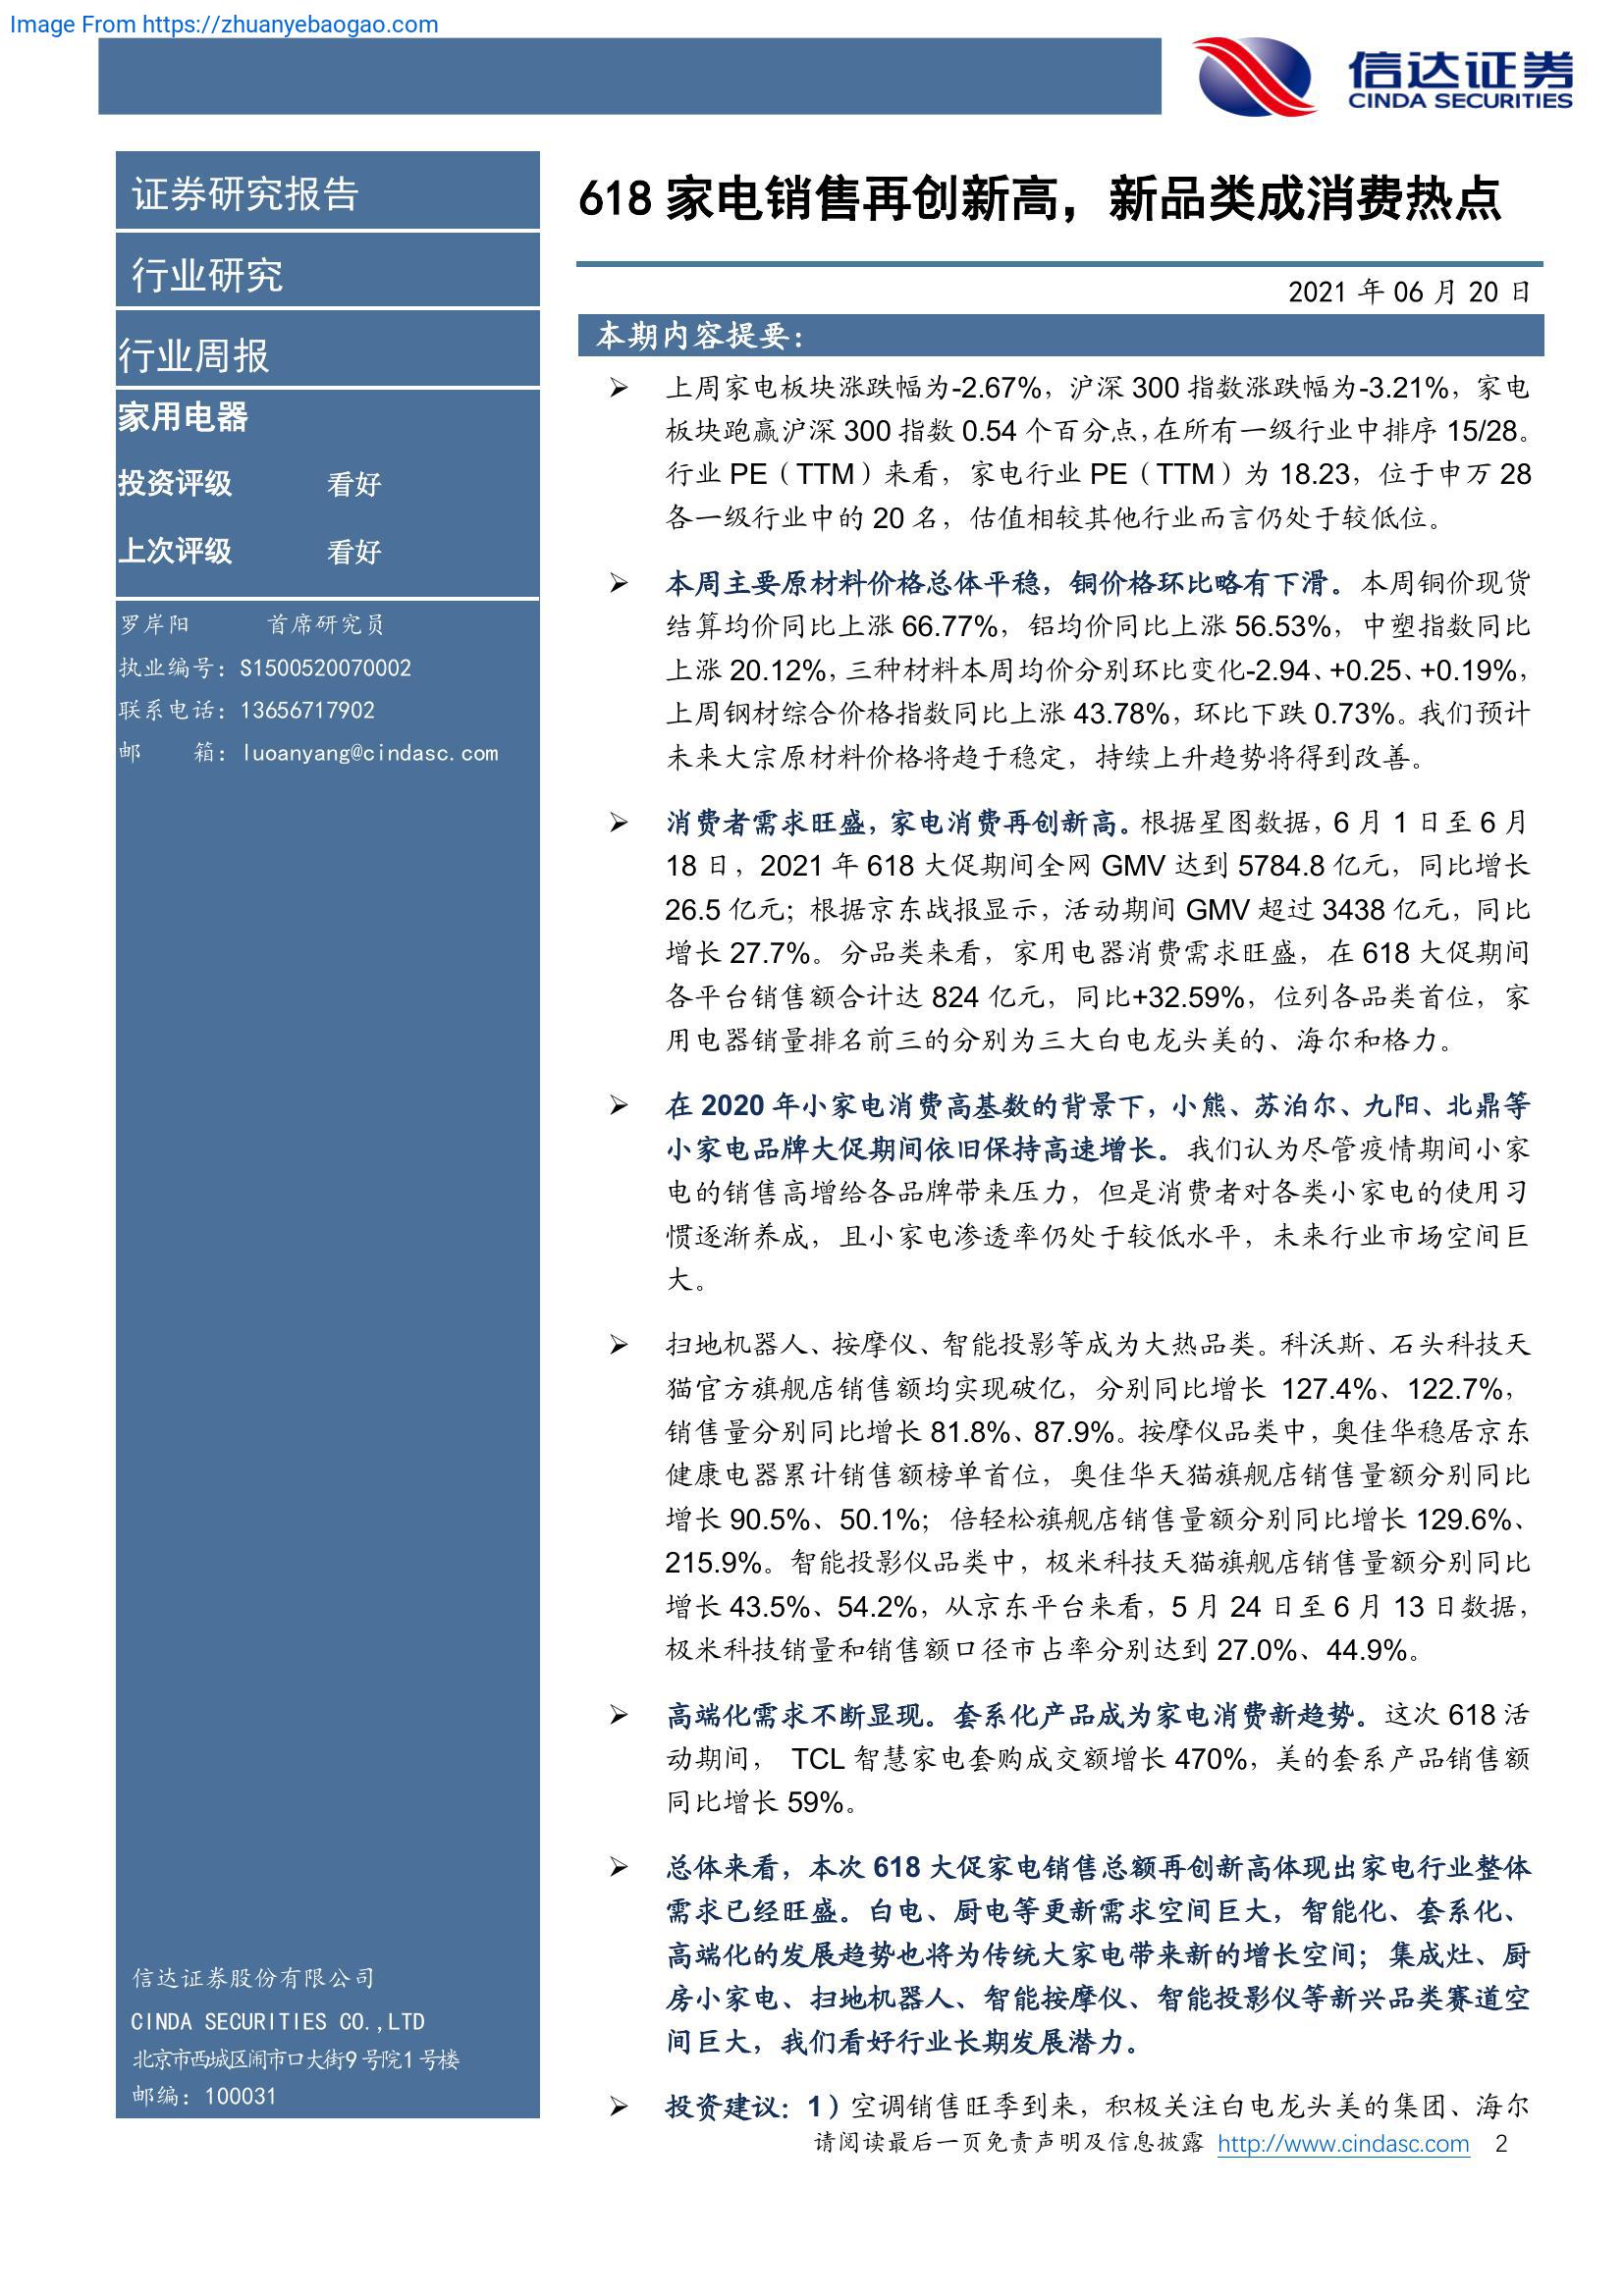 Image From https://zhuanyebaogao.com
信达证券
CINDA SECURITIES
证券研究报告
行业研究
行业周报
家用电器
投资评级 看好
上次评级 看好
罗岸阳 首席研究员
执业编号：S1500520070002
联系电话：13656717902
邮 箱：luoanyang@cindasc.com
信达证券股份有限公司
CINDA SECURITIES CO.,LTD
北京市西城区闹市口大街9号院1号楼
邮编：100031
618 家电销售再创新高，新品类成消费热点
2021 年 06 月 20 日
本期内容提要：
➢ 上周家电板块涨跌幅为-2.67%，沪深 300 指数涨跌幅为-3.21%，家电
板块跑赢沪深 300 指数 0.54 个百分点，在所有一级行业中排序 15/28。
行业 PE（TTM）来看，家电行业 PE（TTM）为 18.23，位于申万 28
各一级行业中的 20 名，估值相较其他行业而言仍处于较低位。
➢ 本周主要原材料价格总体平稳，铜价格环比略有下滑。本周铜价现货
结算均价同比上涨 66.77%，铝均价同比上涨 56.53%，中塑指数同比
上涨 20.12%，三种材料本周均价分别环比变化-2.94、+0.25、+0.19%，
上周钢材综合价格指数同比上涨 43.78%，环比下跌 0.73%。我们预计
未来大宗原材料价格将趋于稳定，持续上升趋势将得到改善。
➢ 消费者需求旺盛，家电消费再创新高。根据星图数据，6 月 1 日至 6 月
18 日，2021 年 618 大促期间全网 GMV 达到 5784.8 亿元，同比增长
26.5 亿元；根据京东战报显示，活动期间 GMV 超过 3438 亿元，同比
增长 27.7%。分品类来看，家用电器消费需求旺盛，在 618 大促期间
各平台销售额合计达 824 亿元，同比+32.59%，位列各品类首位，家
用电器销量排名前三的分别为三大白电龙头美的、海尔和格力。
➢ 在 2020 年小家电消费高基数的背景下，小熊、苏泊尔、九阳、北鼎等
小家电品牌大促期间依旧保持高速增长。我们认为尽管疫情期间小家
电的销售高增给各品牌带来压力，但是消费者对各类小家电的使用习
惯逐渐养成，且小家电渗透率仍处于较低水平，未来行业市场空间巨
大。
➢ 扫地机器人、按摩仪、智能投影等成为大热品类。科沃斯、石头科技天
猫官方旗舰店销售额均实现破亿，分别同比增长 127.4%、122.7%，
销售量分别同比增长 81.8%、87.9%。按摩仪品类中，奥佳华稳居京东
健康电器累计销售额榜单首位，奥佳华天猫旗舰店销售量额分别同比
增长 90.5%、50.1%；倍轻松旗舰店销售量额分别同比增长 129.6%、
215.9%。智能投影仪品类中，极米科技天猫旗舰店销售量额分别同比
增长 43.5%、54.2%，从京东平台来看，5 月 24 日至 6 月 13 日数据，
极米科技销量和销售额口径市占率分别达到 27.0%、44.9%。
➢ 高端化需求不断显现。套系化产品成为家电消费新趋势。这次 618 活
动期间， TCL 智慧家电套购成交额增长 470%，美的套系产品销售额
同比增长 59%。
➢ 总体来看，本次 618 大促家电销售总额再创新高体现出家电行业整体
需求已经旺盛。白电、厨电等更新需求空间巨大，智能化、套系化、
高端化的发展趋势也将为传统大家电带来新的增长空间；集成灶、厨
房小家电、扫地机器人、智能按摩仪、智能投影仪等新兴品类赛道空
间巨大，我们看好行业长期发展潜力。
➢ 投资建议：1）空调销售旺季到来，积极关注白电龙头美的集团、海尔
请阅读最后一页免责声明及信息披露 http://www.cindasc.com 2